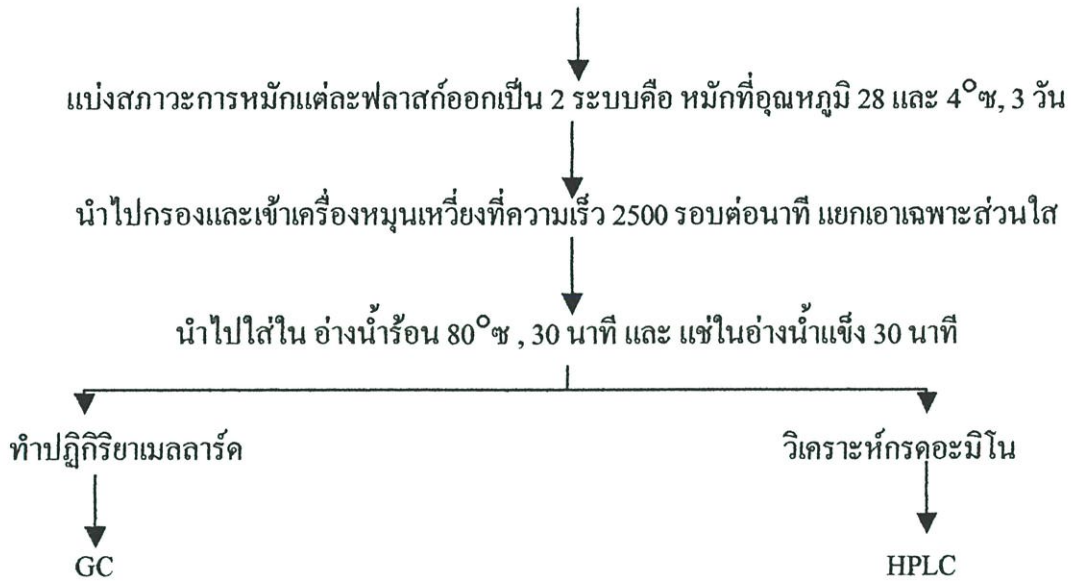 แบ่งสภาวะการหมักแต่ละฟลาสก์ออกเป็น 2 ระบบคือ หมักที่อุณหภูมิ 28 และ 4°ซ, 3 วัน
นำไปกรองและเข้าเครื่องหมุนเหวี่ยงที่ความเร็ว 2500 รอบต่อนาที แยกเอาเฉพาะส่วนใส
นำไปใส่ใน อ่างน้ำร้อน 80°ซ , 30 นาที และ แช่ในอ่างน้ำแข็ง 30 นาที
ทำปฏิกิริยาเมลลาร์ค
วิเคราะห์กรดอะมิโน
GC
HPLC